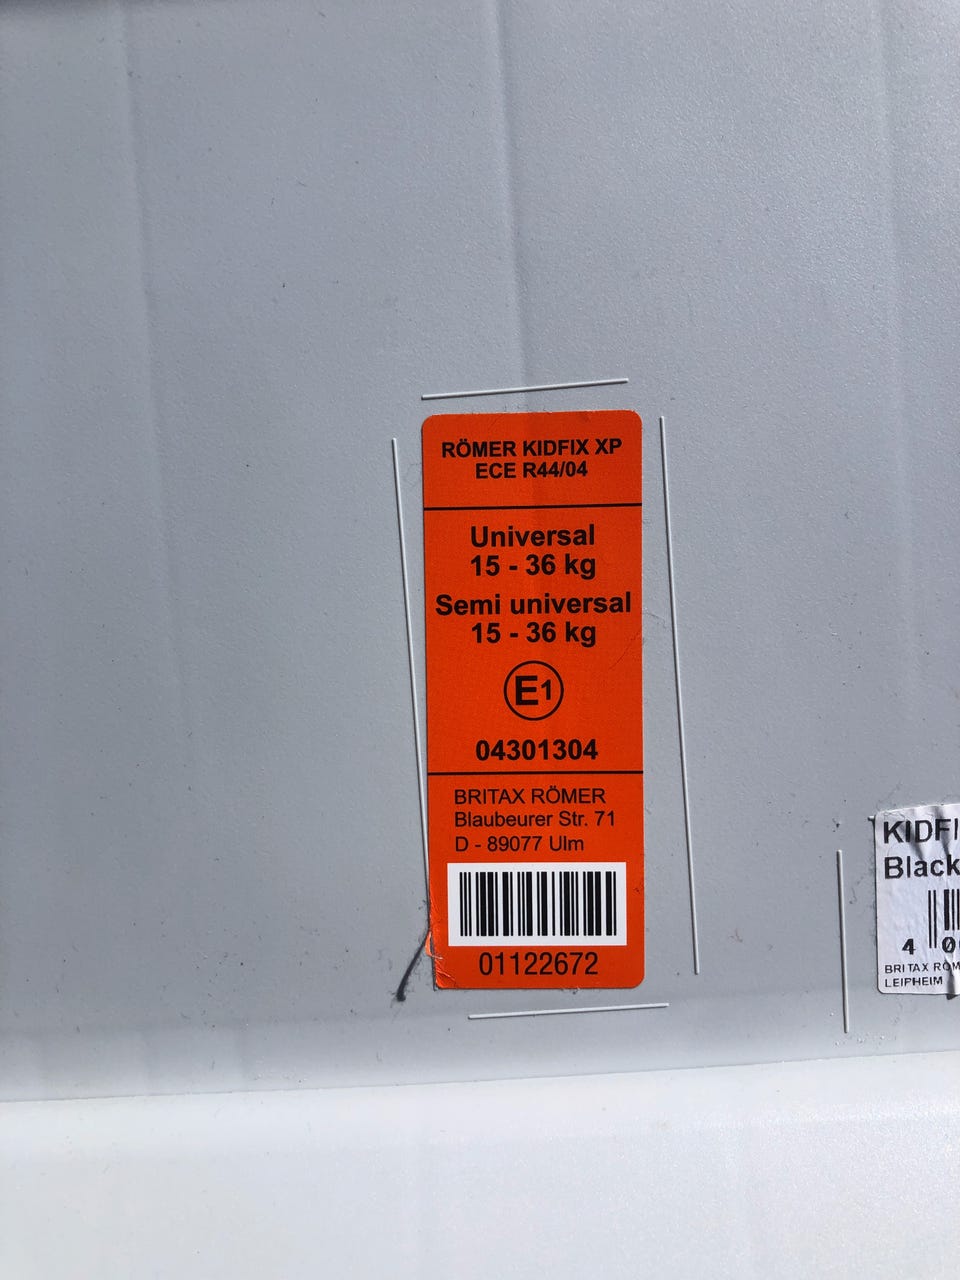 RÖMER KIDFIX XP
ECE R44/04
Universal
15 - 36 kg
Semi universal
15 - 36 kg
E1
04301304
BRITAX RÖMER
Blaubeurer Str. 71
D - 89077 Ulm
01122672
KIDFI
Black
4 0
BRITAX RÖM
LEIPHEIM